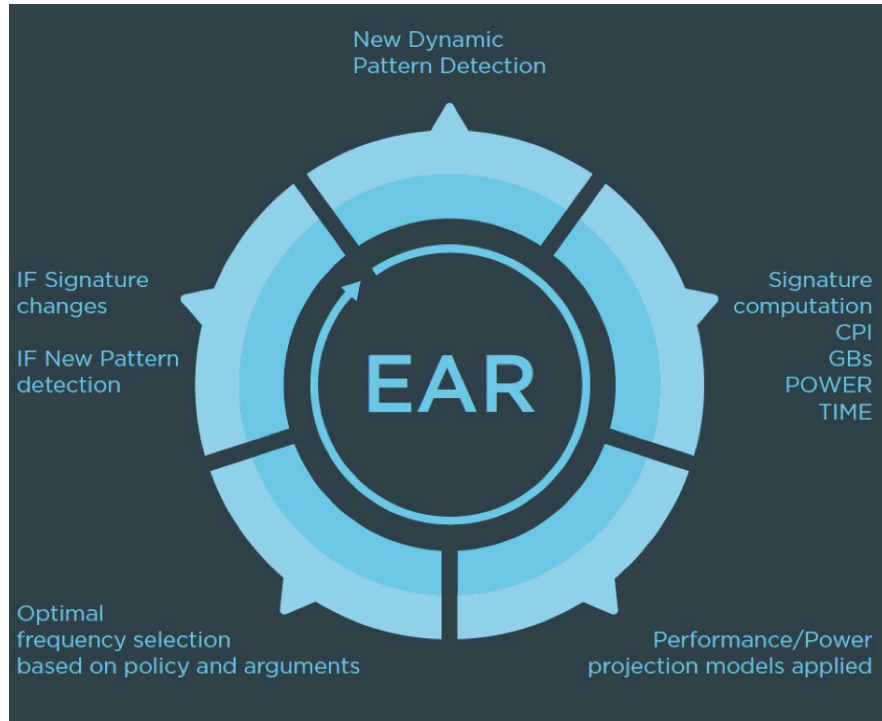 New Dynamic
Pattern Detection
IF Signature
changes
IF New Pattern
detection
EAR
Signature
computation
CPI
GBs
POWER
TIME
Optimal
frequency selection
based on policy and arguments
Performance/Power
projection models applied